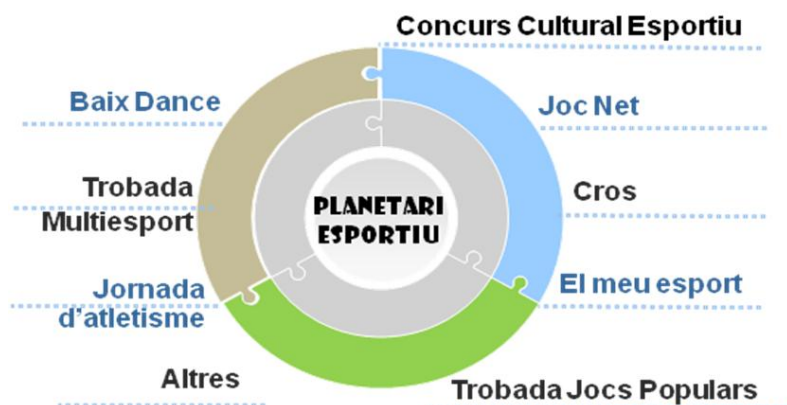 Concurs Cultural Esportiu
Baix Dance
Joc Net
Trobada
Multiesport
Cros
PLANETARI
ESPORTIU
Jornada
d'atletisme
El meu esport
Altres
Trobada Jocs Populars